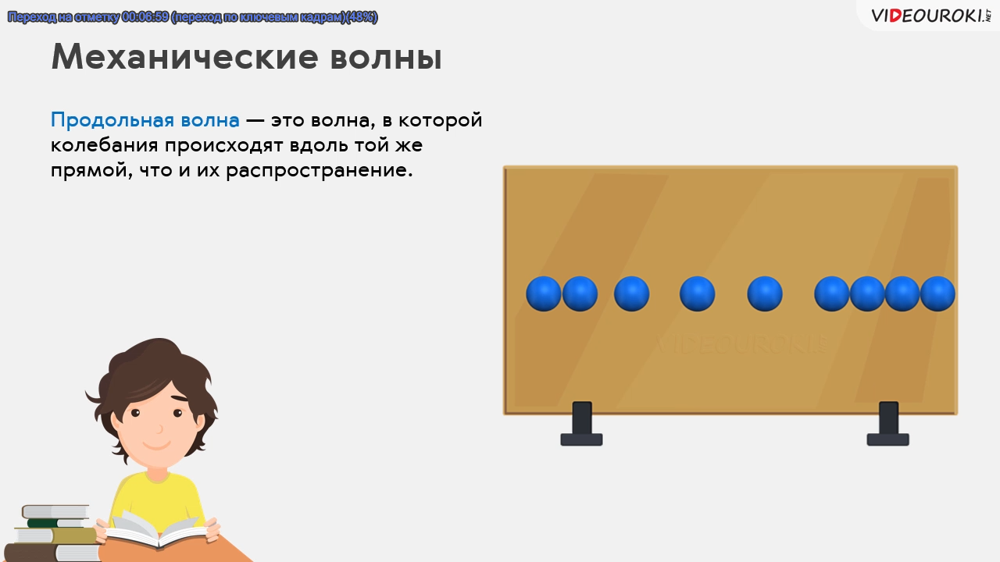 Переход на отметку 00:06:59 (переход по ключевым кадрам)(48%)
VIDEOUROKI.NET
Механические волны
Продольная волна — это волна, в которой
колебания происходят вдоль той же
прямой, что и их распространение.
VIDEOUROKI.NET